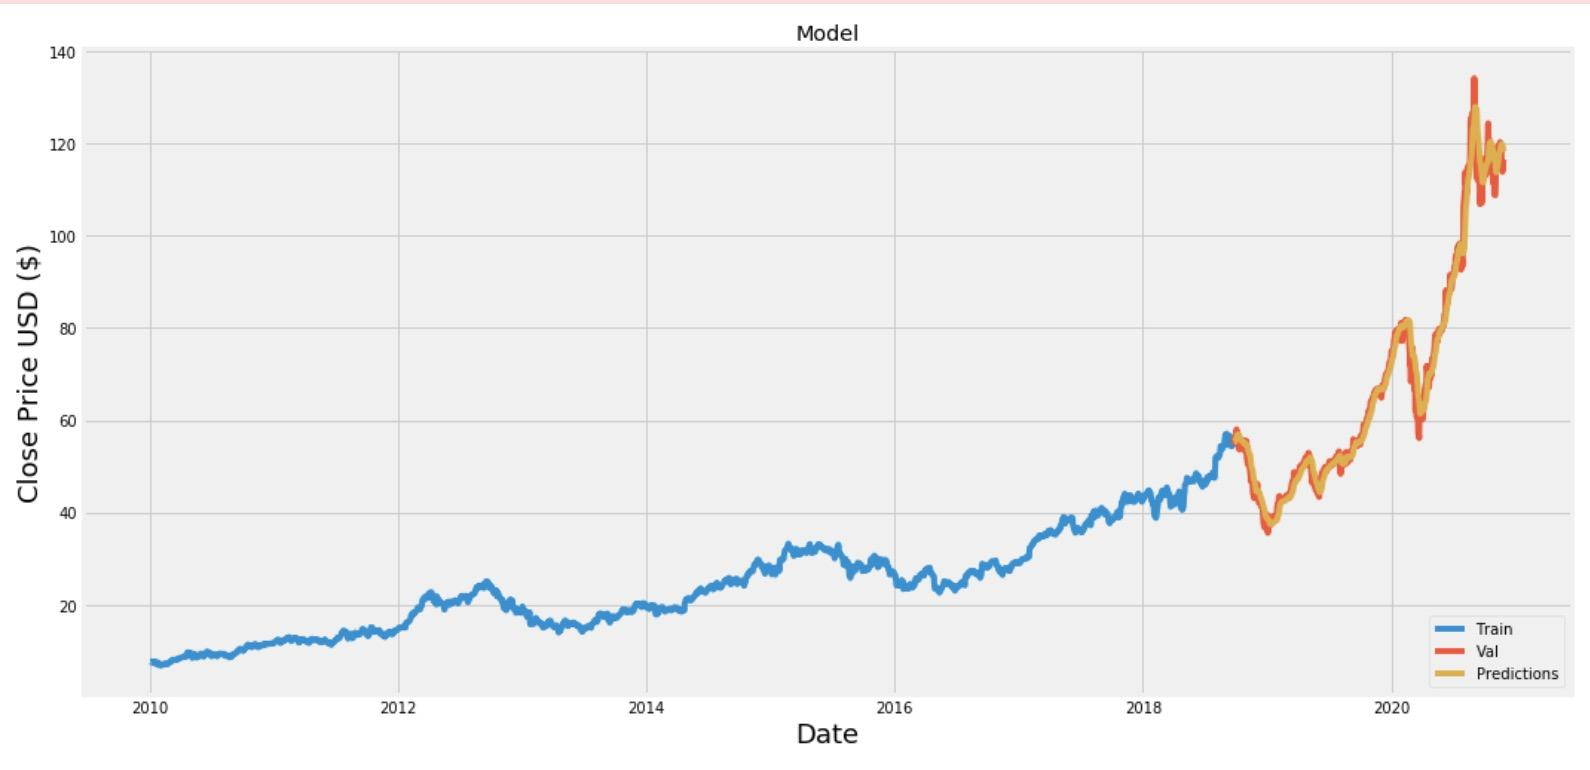 Model
140
120
100
80
60
40
20
Close Price USD ($)
2010 2012 2014 2016 2018 2020
Date
Train
Val
Predictions